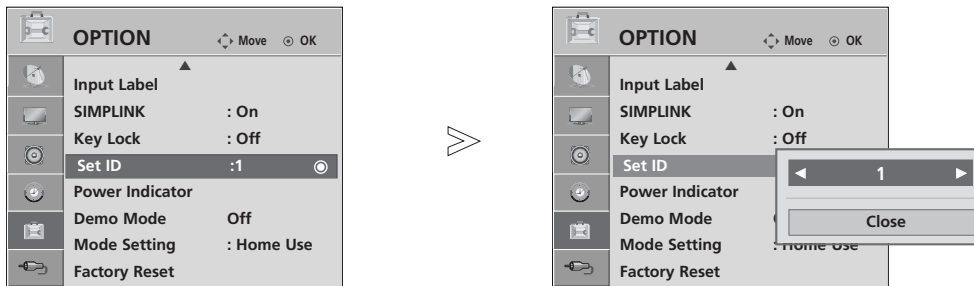 OPTION Move OK
Input Label
SIMPLINK : On
Key Lock : Off
Set ID :1
Power Indicator
Demo Mode Off
Mode Setting : Home Use
Factory Reset
OPTION Move OK
Input Label
SIMPLINK : On
Key Lock : Off
Set ID
1
Power Indicator
Demo Mode
Close
Mode Setting : Home Use
Factory Reset